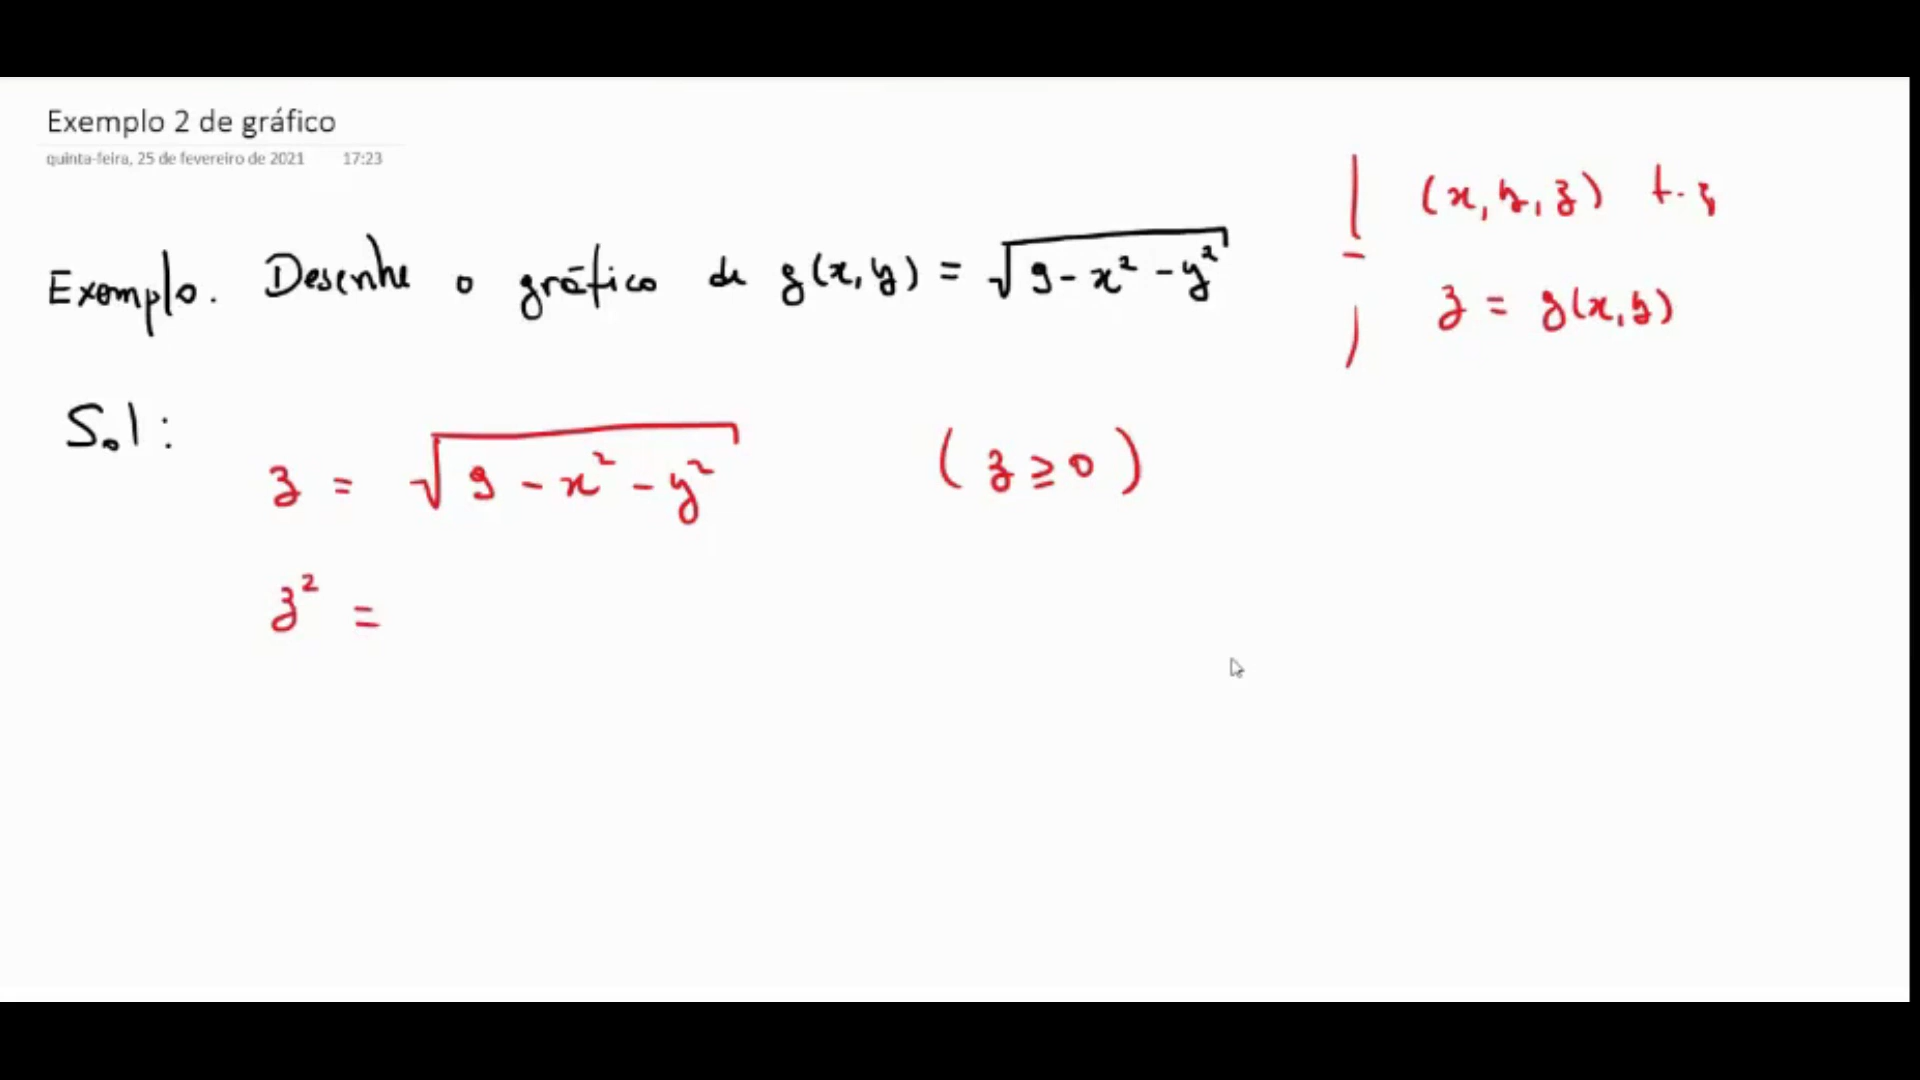 Exemplo 2 de gráfico
quinta-feira, 25 de fevereiro de 2021 17:23
(x, y, z) t.q
Exemplo. Desenhe o gráfico de g(x, y) = √(9 - x² - y²)
z = g(x, y)
Sol:
z = √(9 - x² - y²) (z ≥ 0)
z² =